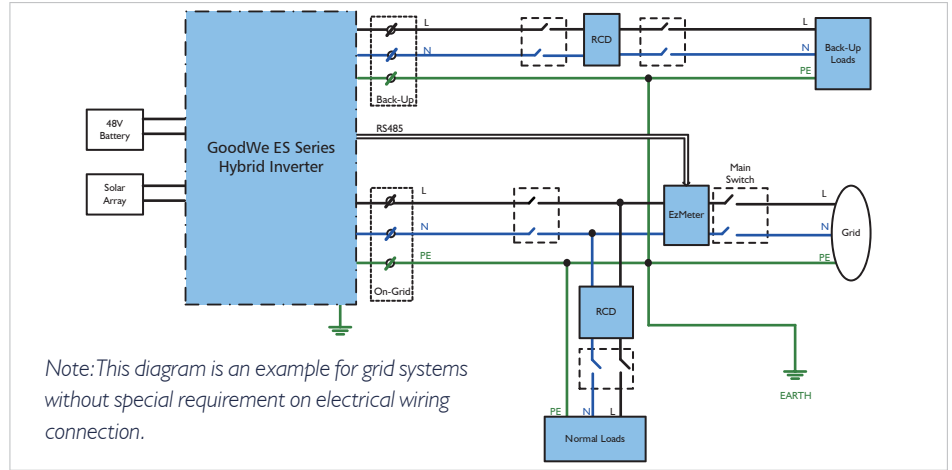 L
L
N
RCD
N
Back-Up
Loads
PE
Back-Up
48V
Battery
RS485
GoodWe ES Series
Hybrid Inverter
Main
Switch
Solar
Array
L
L
EzMeter
N
N
Grid
PE
PE
On-Grid
RCD
Note:This diagram is an example for grid systems
without special requirement on electrical wiring
connection.
EARTH
PE
N
L
Normal Loads